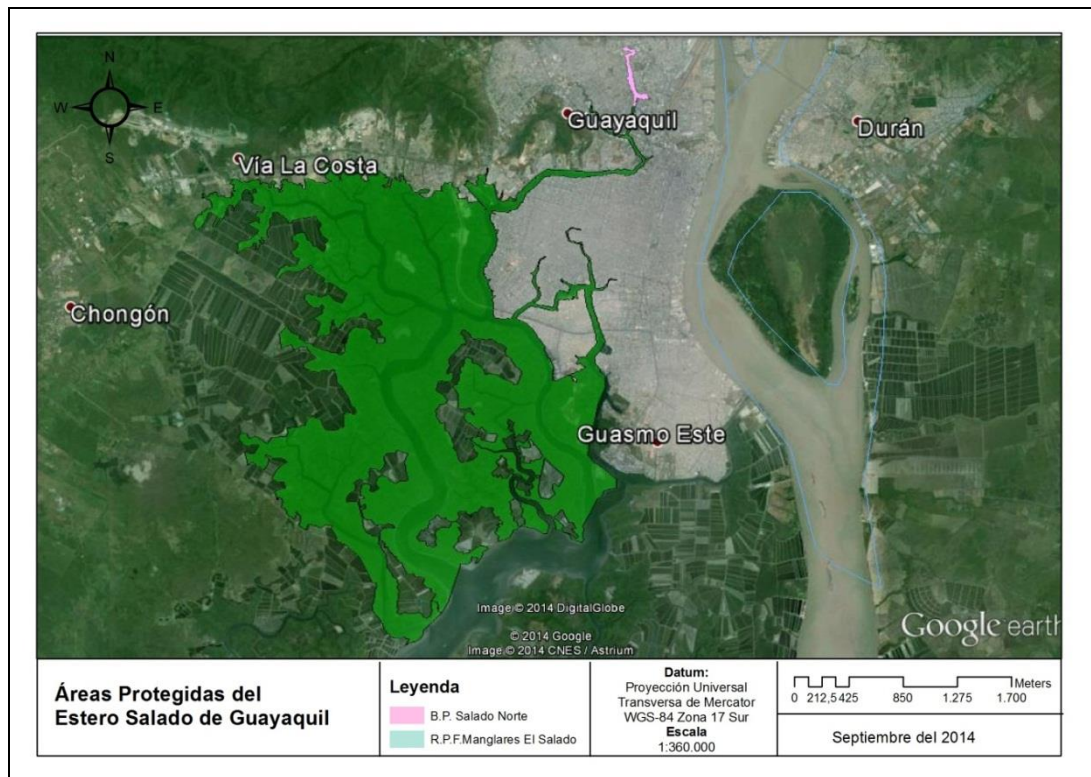 N
W E
S
Guayaquil
Durán
Vía La Costa
Chongón
Guasmo Este
Image © 2014 DigitalGlobe
© 2014 Google
Image © 2014 CNES / Astrium
Google earth
Áreas Protegidas del
Estero Salado de Guayaquil
Leyenda
B.P. Salado Norte
R.P.F.Manglares El Salado
Datum:
Proyección Universal
Transversa de Mercator
WGS-84 Zona 17 Sur
Escala
1:360.000
Meters
0 212,5 425 850 1.275 1.700
Septiembre del 2014